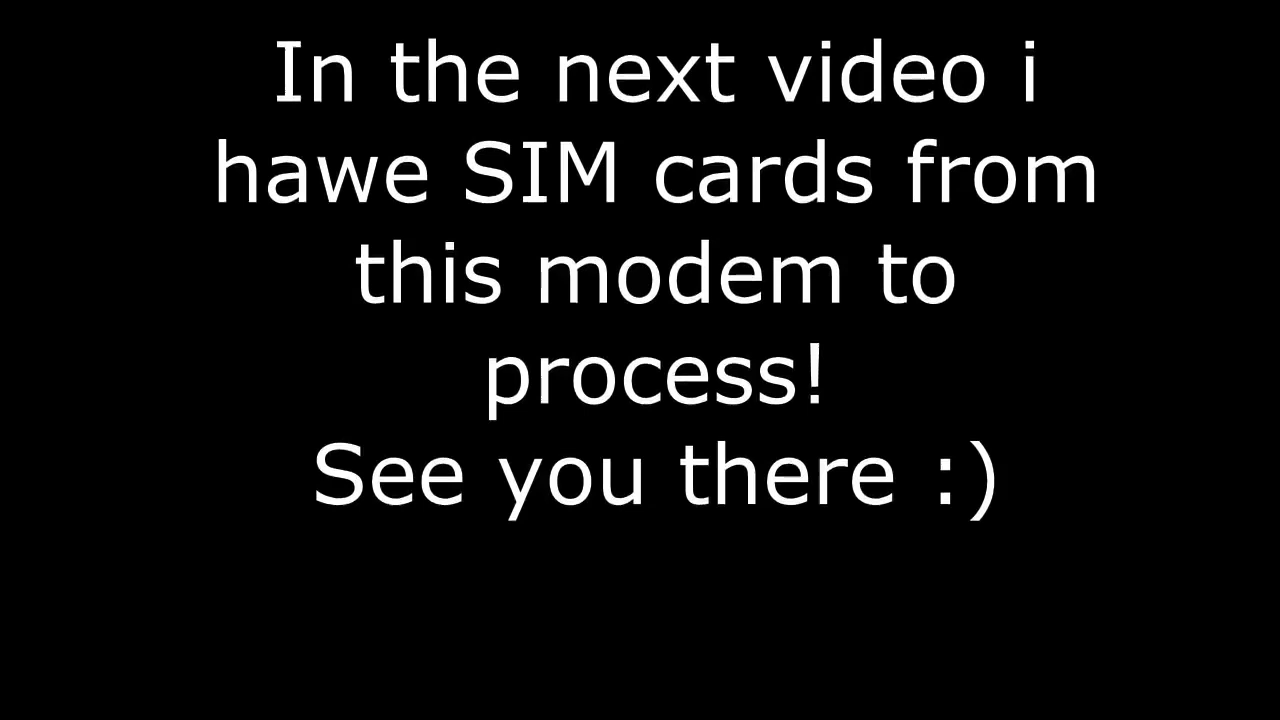 In the next video i
hawe SIM cards from
this modem to
process!
See you there :)